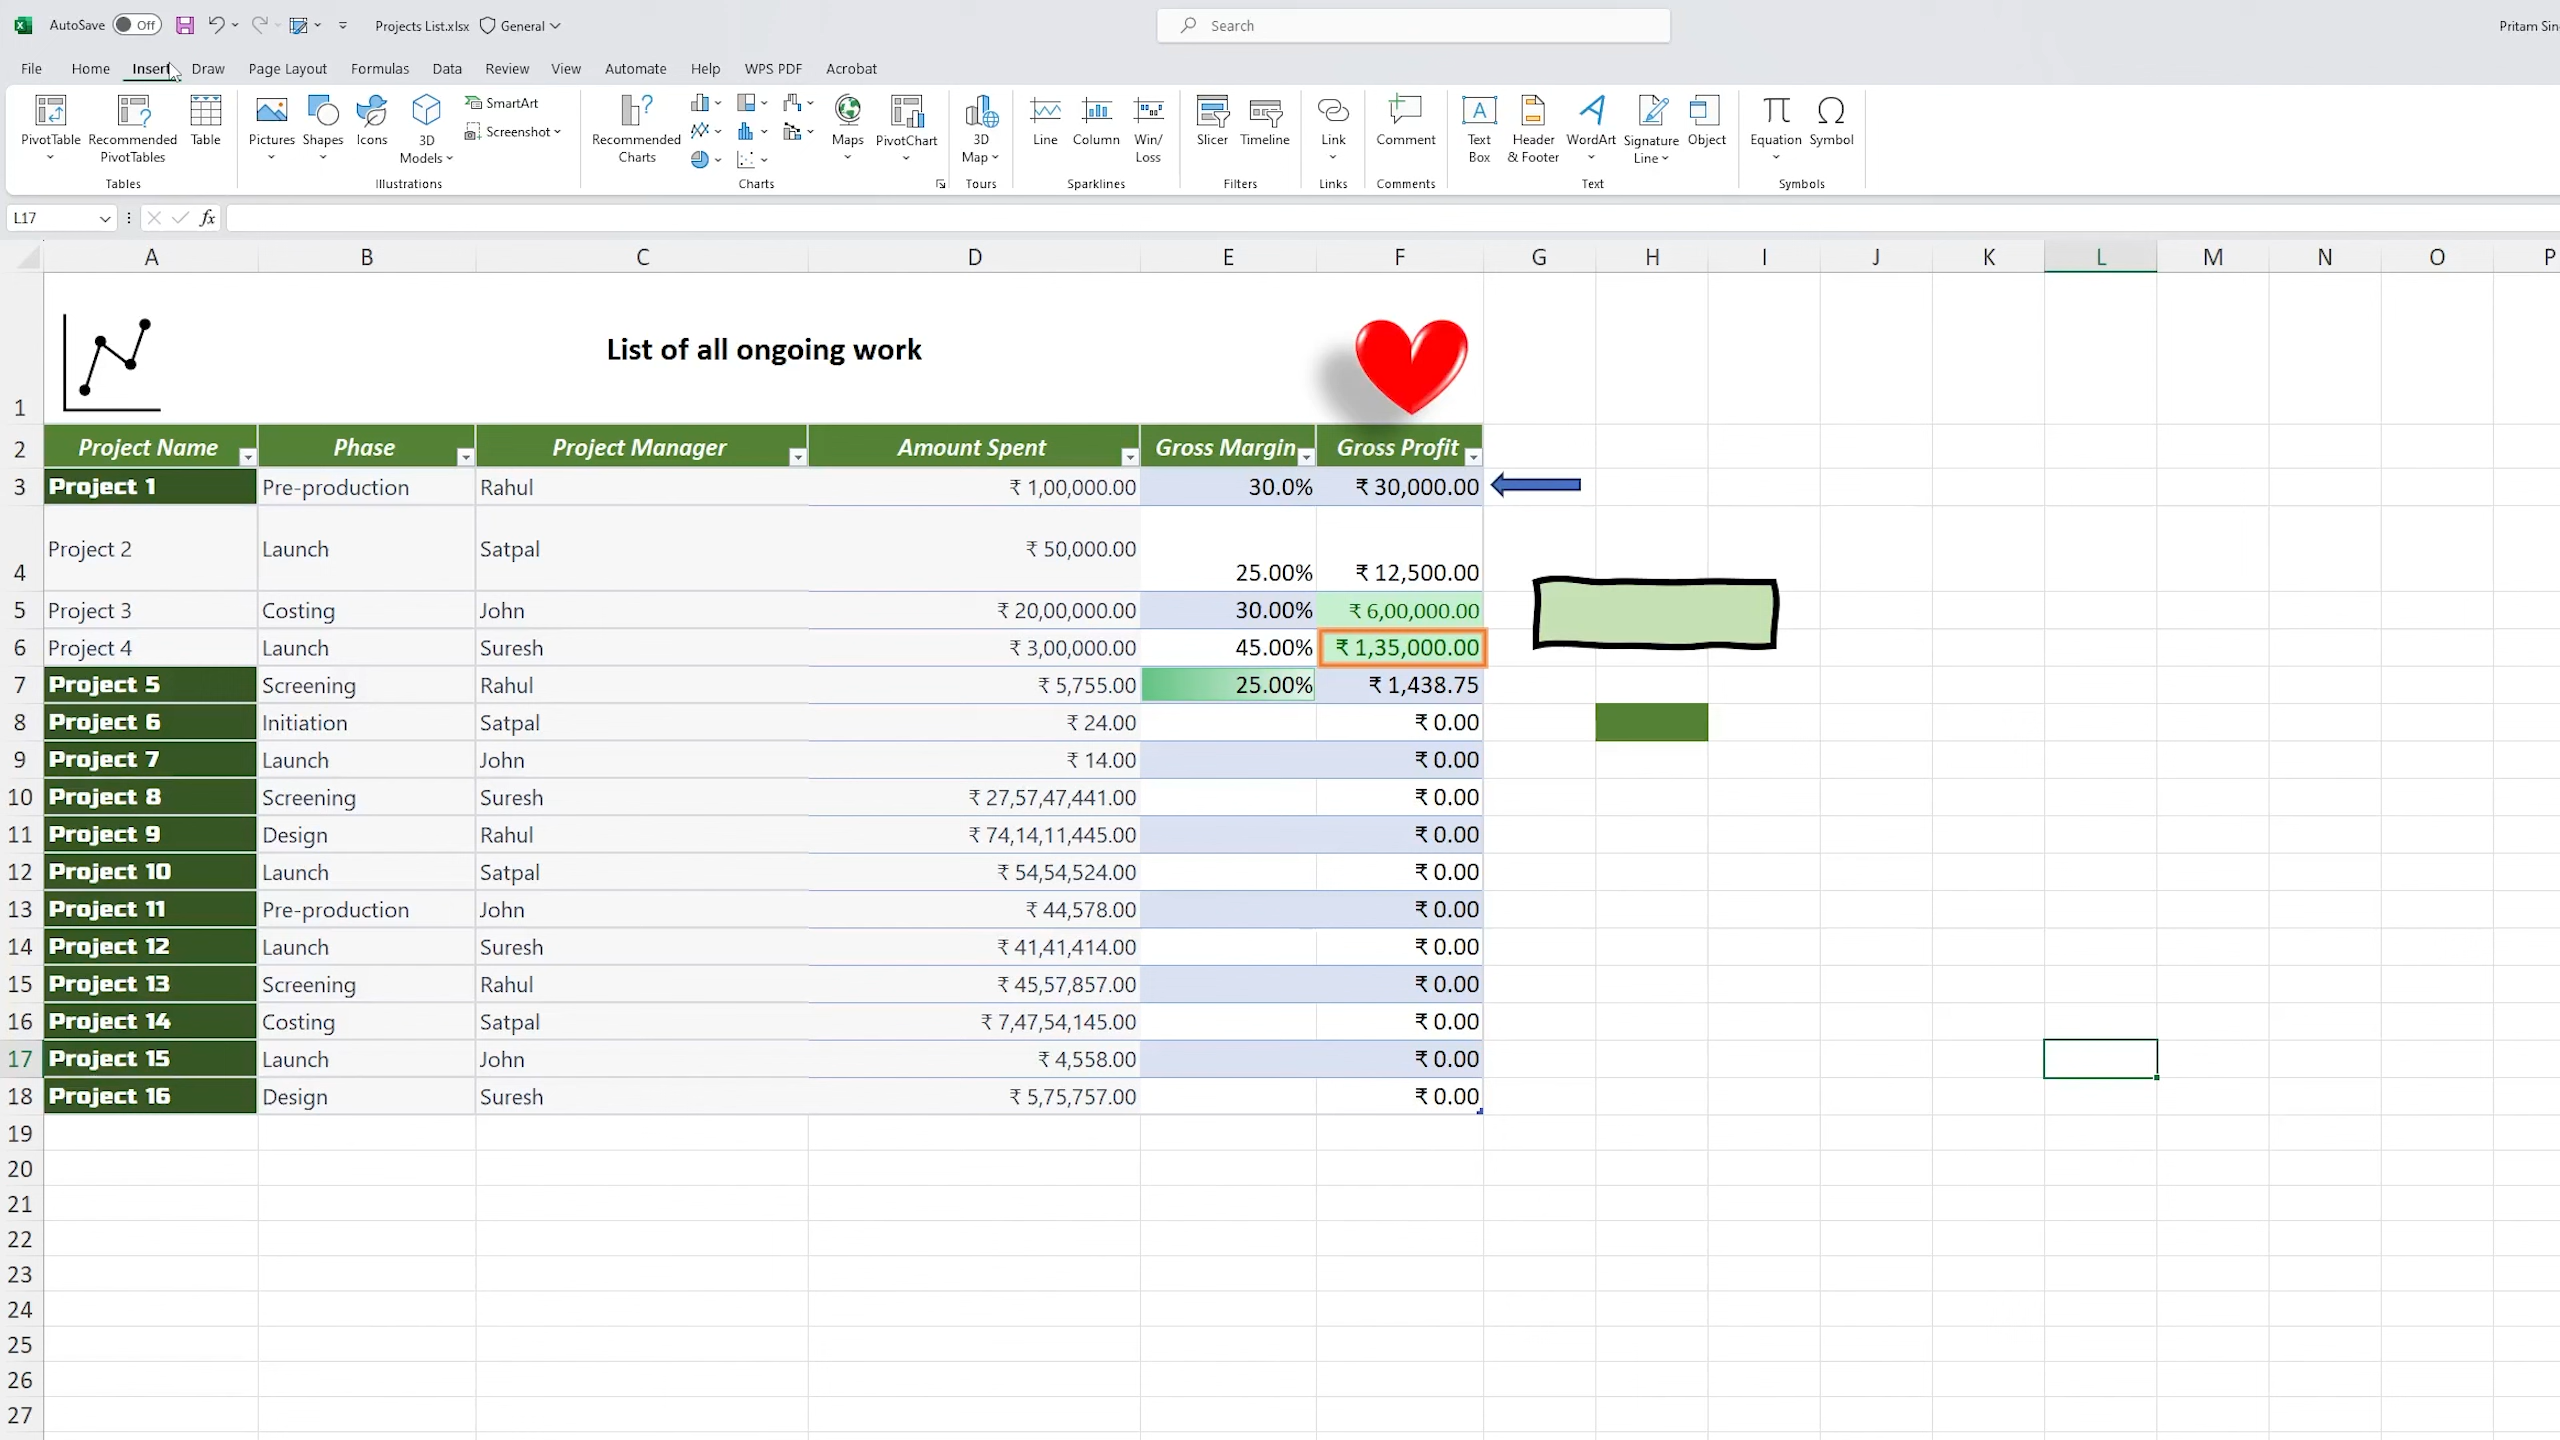 AutoSave Off Projects List.xlsx General Search Pritam Sin
File Home Insert Draw Page Layout Formulas Data Review View Automate Help WPS PDF Acrobat
PivotTable Recommended PivotTables Table Pictures Shapes Icons 3D Models SmartArt Screenshot Recommended Charts Maps PivotChart 3D Map Line Column Win/Loss Slicer Timeline Link Comment Text Box Header & Footer WordArt Signature Line Object Equation Symbol
Tables Illustrations Charts Tours Sparklines Filters Links Comments Text Symbols
L17 fx
A B C D E F G H I J K L M N O P
1 List of all ongoing work
2 Project Name Phase Project Manager Amount Spent Gross Margin Gross Profit
3 Project 1 Pre-production Rahul ₹ 1,00,000.00 30.0% ₹ 30,000.00
4 Project 2 Launch Satpal ₹ 50,000.00 25.00% ₹ 12,500.00
5 Project 3 Costing John ₹ 20,00,000.00 30.00% ₹ 6,00,000.00
6 Project 4 Launch Suresh ₹ 3,00,000.00 45.00% ₹ 1,35,000.00
7 Project 5 Screening Rahul ₹ 5,755.00 25.00% ₹ 1,438.75
8 Project 6 Initiation Satpal ₹ 24.00 ₹ 0.00
9 Project 7 Launch John ₹ 14.00 ₹ 0.00
10 Project 8 Screening Suresh ₹ 27,57,47,441.00 ₹ 0.00
11 Project 9 Design Rahul ₹ 74,14,11,445.00 ₹ 0.00
12 Project 10 Launch Satpal ₹ 54,54,524.00 ₹ 0.00
13 Project 11 Pre-production John ₹ 44,578.00 ₹ 0.00
14 Project 12 Launch Suresh ₹ 41,41,414.00 ₹ 0.00
15 Project 13 Screening Rahul ₹ 45,57,857.00 ₹ 0.00
16 Project 14 Costing Satpal ₹ 7,47,54,145.00 ₹ 0.00
17 Project 15 Launch John ₹ 4,558.00 ₹ 0.00
18 Project 16 Design Suresh ₹ 5,75,757.00 ₹ 0.00
19
20
21
22
23
24
25
26
27